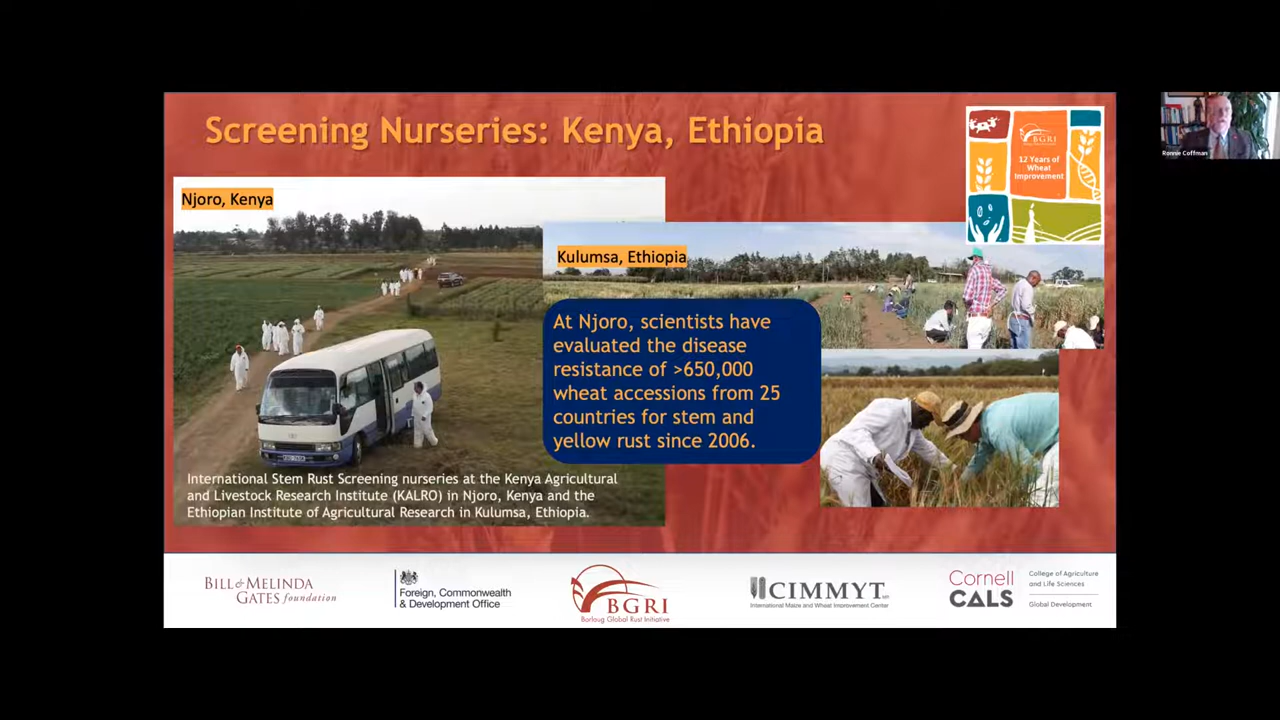 Screening Nurseries: Kenya, Ethiopia
BGRI
12 Years of
Wheat
Improvement
Ronnie Coffman
Njoro, Kenya
Kulumsa, Ethiopia
At Njoro, scientists have
evaluated the disease
resistance of >650,000
wheat accessions from 25
countries for stem and
yellow rust since 2006.
International Stem Rust Screening nurseries at the Kenya Agricultural
and Livestock Research Institute (KALRO) in Njoro, Kenya and the
Ethiopian Institute of Agricultural Research in Kulumsa, Ethiopia.
BILL & MELINDA
GATES foundation
Foreign, Commonwealth
& Development Office
BGRI
Borloug Global Rust Initiative
CIMMYT
International Maize and Wheat Improvement Center
Cornell
CALS
College of Agriculture
and Life Sciences
Global Development